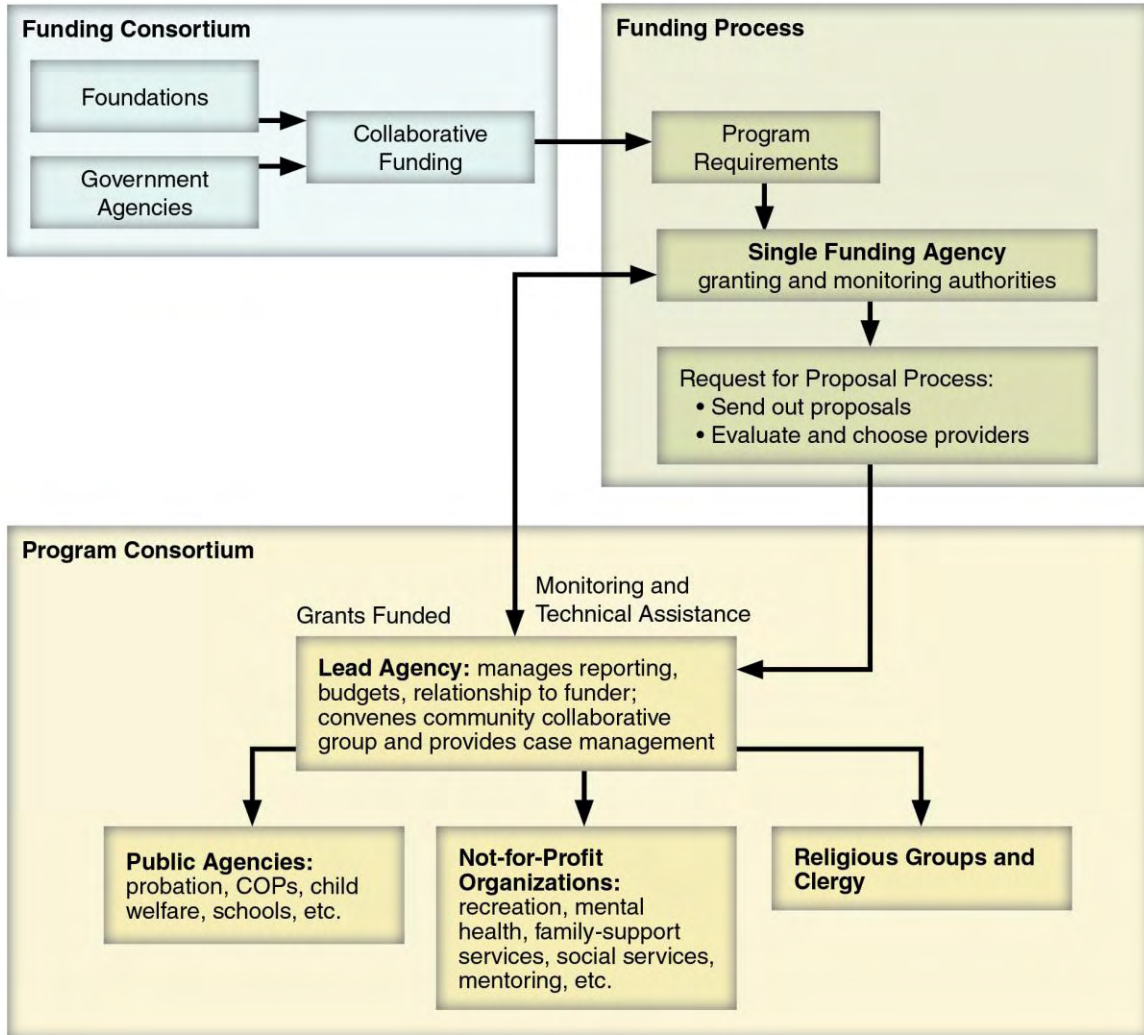 Funding Consortium
Foundations
Government
Agencies
Collaborative
Funding
Funding Process
Program
Requirements
Single Funding Agency
granting and monitoring authorities
Request for Proposal Process:
• Send out proposals
• Evaluate and choose providers
Program Consortium
Grants Funded
Monitoring and
Technical Assistance
Lead Agency: manages reporting,
budgets, relationship to funder;
convenes community collaborative
group and provides case management
Public Agencies:
probation, COPs, child
welfare, schools, etc.
Not-for-Profit
Organizations:
recreation, mental
health, family-support
services, social services,
mentoring, etc.
Religious Groups and
Clergy